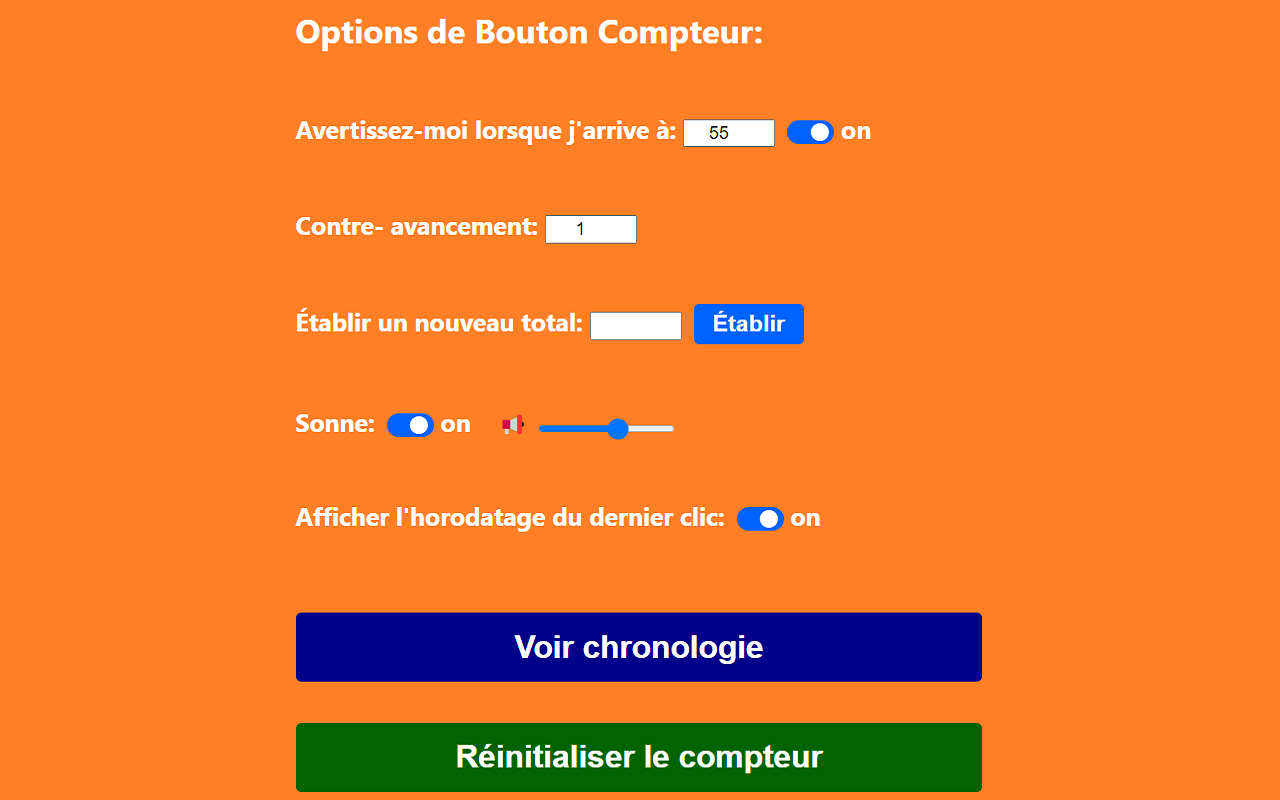 Options de Bouton Compteur:
Avertissez-moi lorsque j'arrive à: 55 on
Contre- avancement: 1
Établir un nouveau total: Établir
Sonne: on
Afficher l'horodatage du dernier clic: on
Voir chronologie
Réinitialiser le compteur